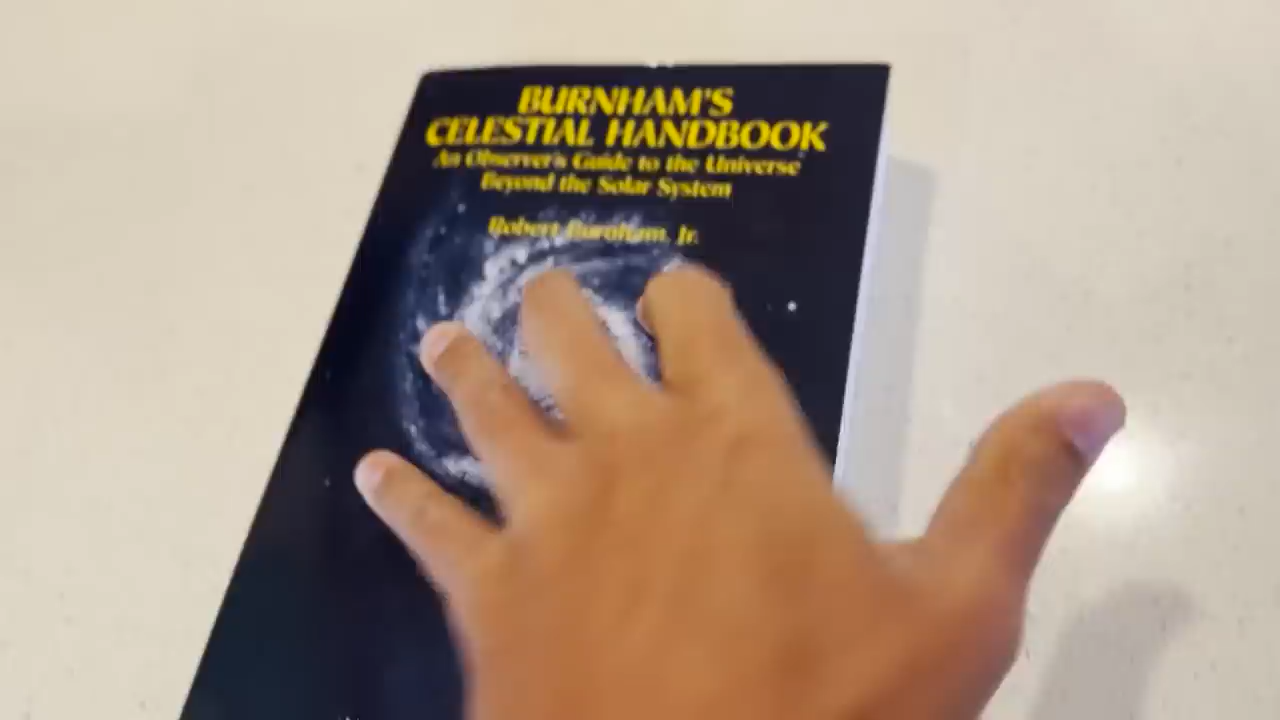 BURNHAM'S
CELESTIAL HANDBOOK
An Observer's Guide to the Universe
Beyond the Solar System
Robert Burnham, Jr.